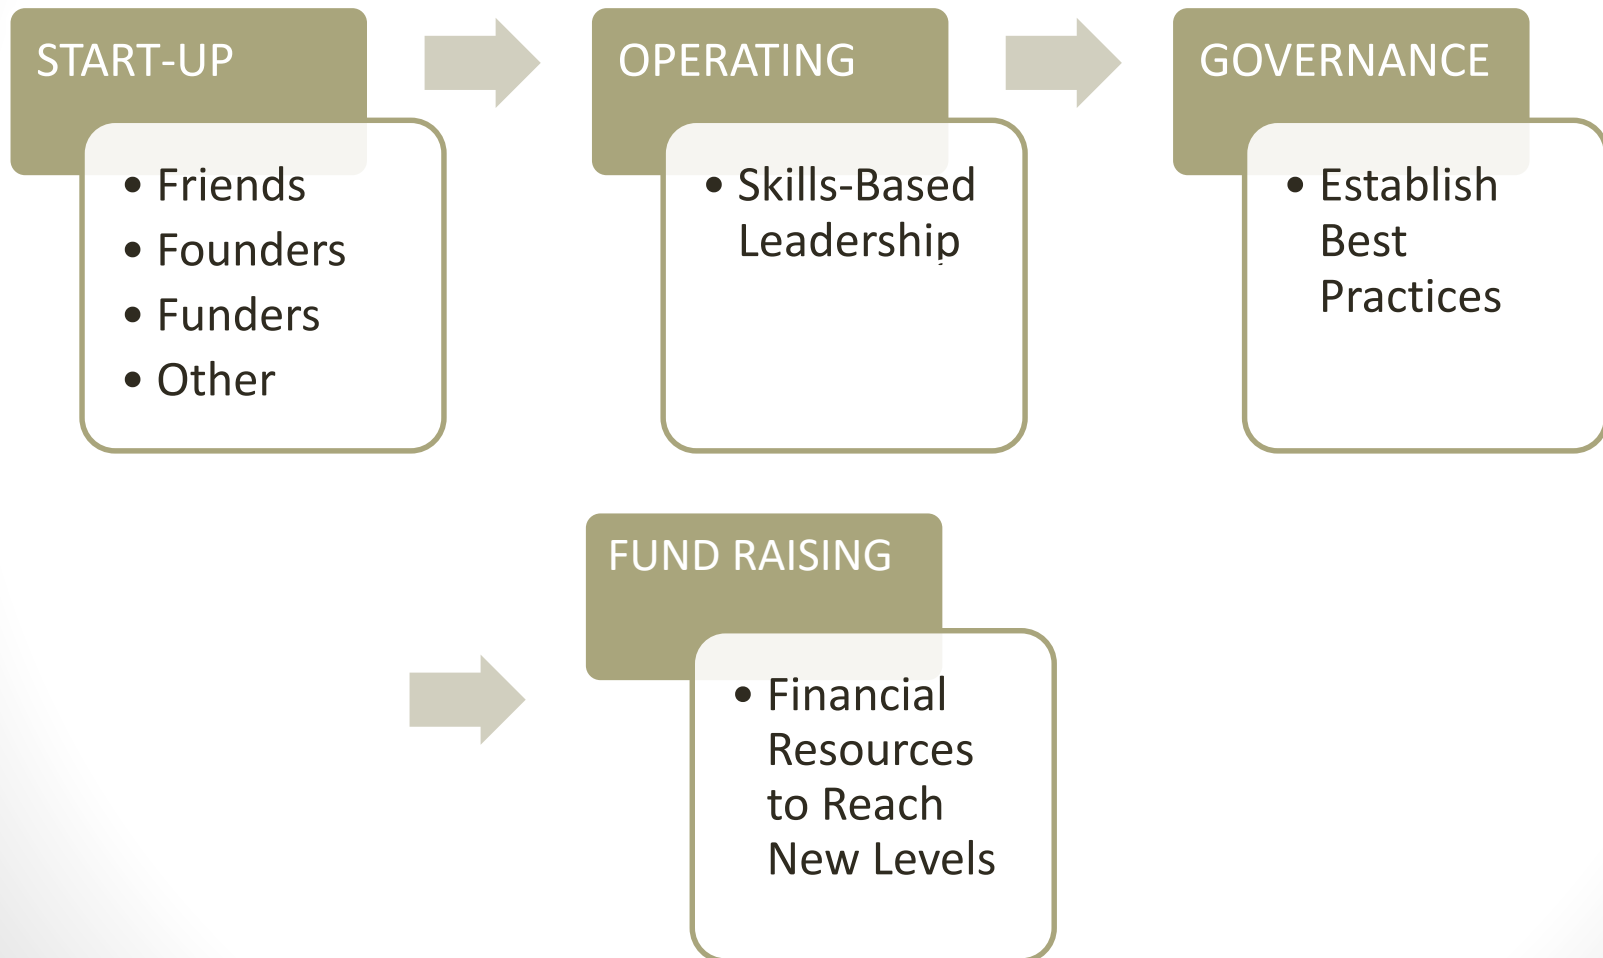 START-UP
• Friends
• Founders
• Funders
• Other
OPERATING
• Skills-Based
Leadership
GOVERNANCE
• Establish
Best
Practices
FUND RAISING
• Financial
Resources
to Reach
New Levels